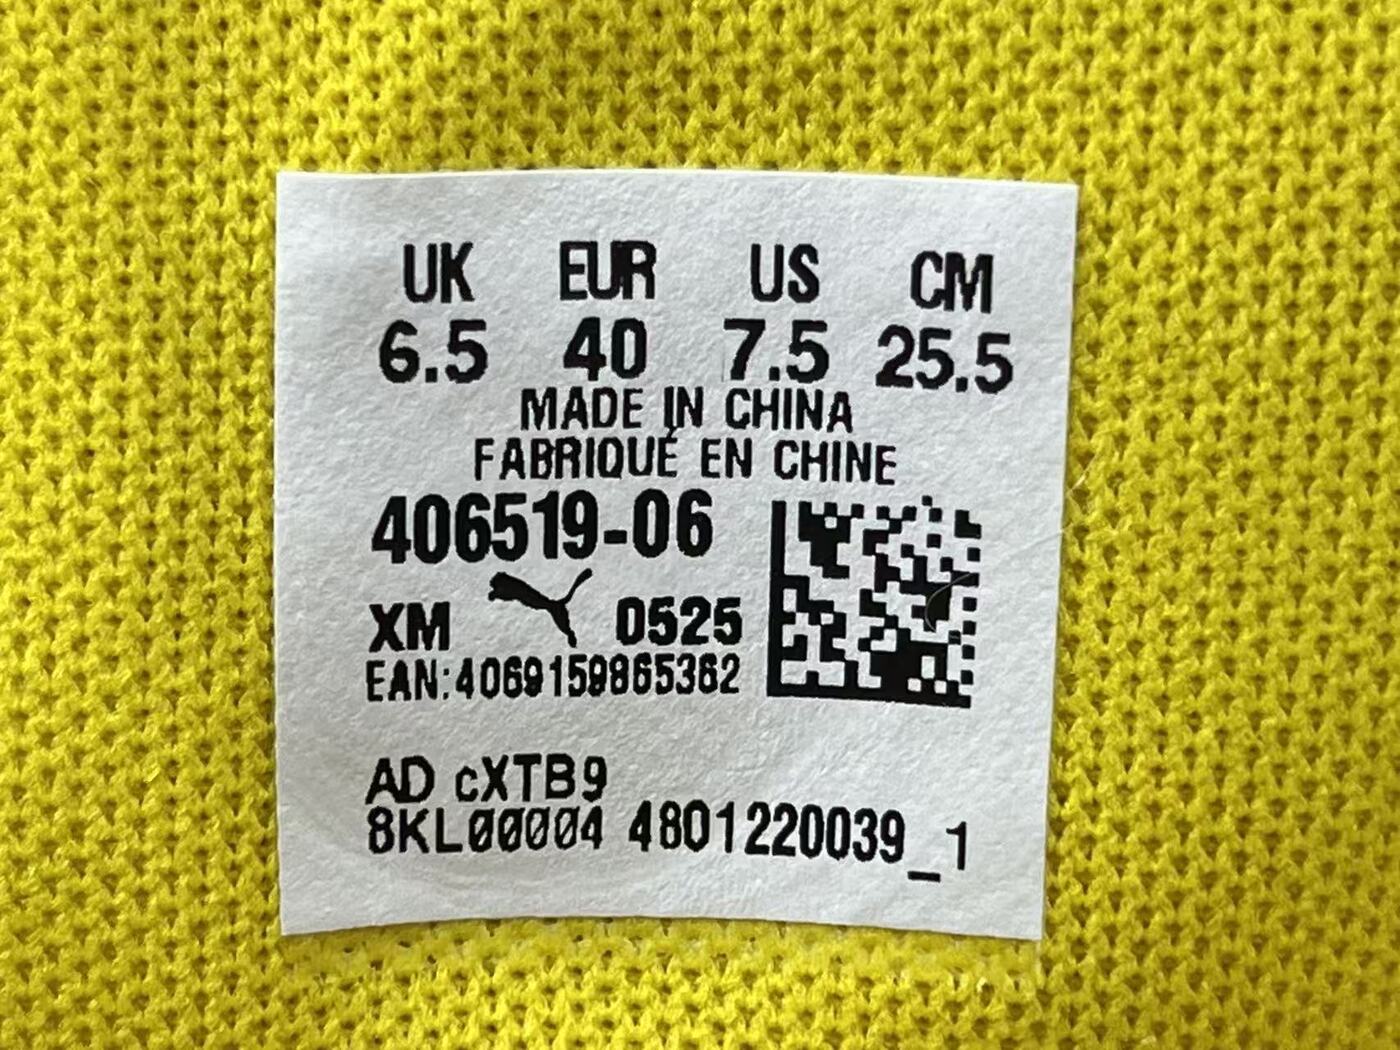 UK EUR US CM
6.5 40 7.5 25.5
MADE IN CHINA
FABRIQUÉ EN CHINE
406519-06
XM 0525
EAN:4069159865362
AD cXTB9
8KL00004 4801220039_1